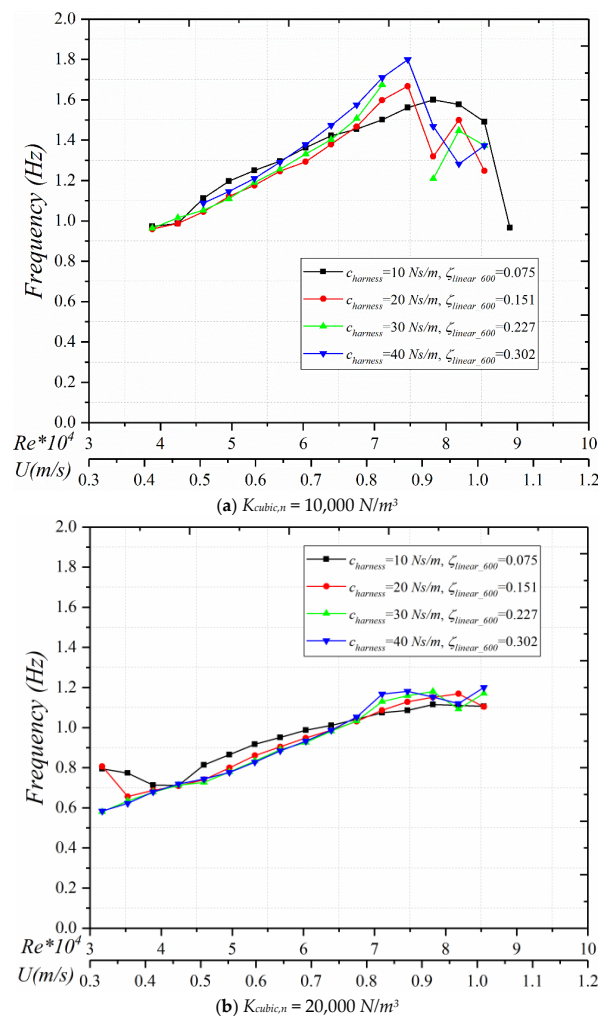 2.0
1.8
1.6
1.4
1.2
1.0
0.8
0.6
0.4
0.2
0.0
Frequency (Hz)
c_harness=10 Ns/m, ζ_linear_600=0.075
c_harness=20 Ns/m, ζ_linear_600=0.151
c_harness=30 Ns/m, ζ_linear_600=0.227
c_harness=40 Ns/m, ζ_linear_600=0.302
Re*10⁴ 3 4 5 6 7 8 9 10
U(m/s) 0.3 0.4 0.5 0.6 0.7 0.8 0.9 1.0 1.1 1.2
(a) K_cubic,n = 10,000 N/m³
2.0
1.8
1.6
1.4
1.2
1.0
0.8
0.6
0.4
0.2
0.0
Frequency (Hz)
c_harness=10 Ns/m, ζ_linear_600=0.075
c_harness=20 Ns/m, ζ_linear_600=0.151
c_harness=30 Ns/m, ζ_linear_600=0.227
c_harness=40 Ns/m, ζ_linear_600=0.302
Re*10⁴ 3 4 5 6 7 8 9 10
U(m/s) 0.3 0.4 0.5 0.6 0.7 0.8 0.9 1.0 1.1 1.2
(b) K_cubic,n = 20,000 N/m³